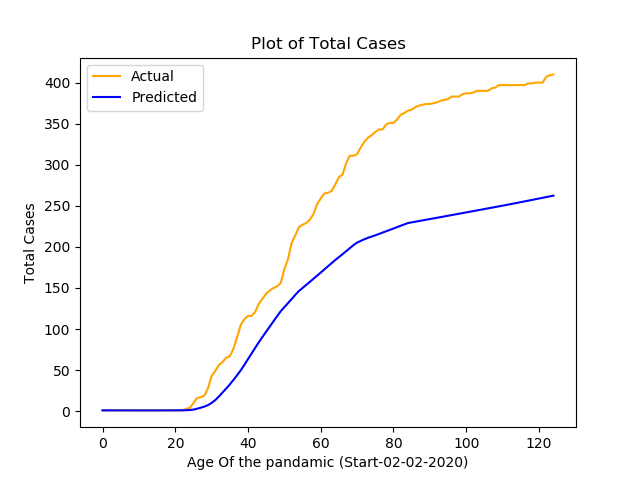 Plot of Total Cases
Actual
Predicted
400
350
300
250
200
150
100
50
0
Total Cases
0 20 40 60 80 100 120
Age Of the pandamic (Start-02-02-2020)